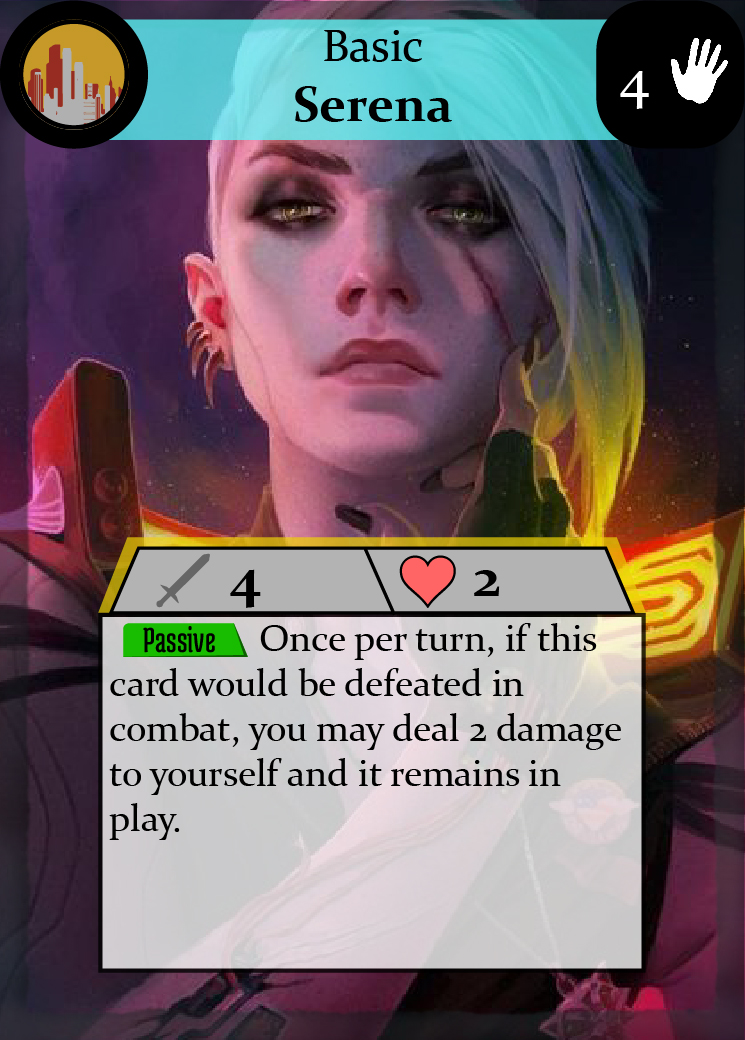 Basic
Serena
4
4
2
Passive Once per turn, if this
card would be defeated in
combat, you may deal 2 damage
to yourself and it remains in
play.